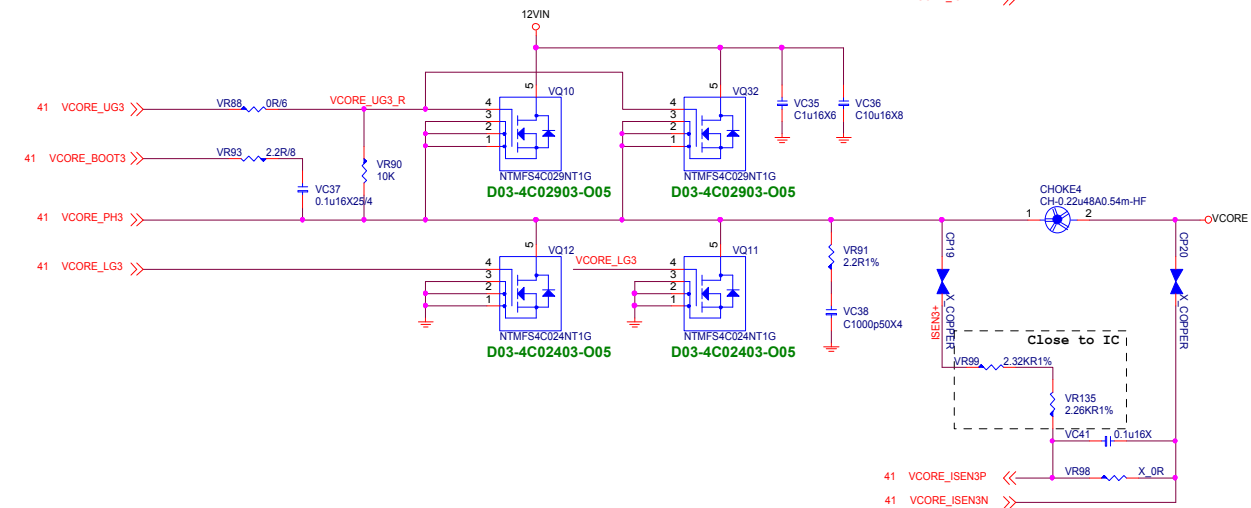 12VIN
41 VCORE_UG3
VR88
0R/6
VCORE_UG3_R
5
VQ10
4
3
2
1
NTMFS4C029NT1G
D03-4C02903-O05
5
VQ32
4
3
2
1
NTMFS4C029NT1G
D03-4C02903-O05
VC35
C1u16X6
VC36
C10u16X8
41 VCORE_BOOT3
VR93
2.2R/8
VR90
10K
VC37
0.1u16X25/4
41 VCORE_PH3
CHOKE4
CH-0.22u48A0.54m-HF
1
2
VCORE
41 VCORE_LG3
5
VQ12
4
3
2
1
NTMFS4C024NT1G
D03-4C02403-O05
VCORE_LG3
5
VQ11
4
3
2
1
NTMFS4C024NT1G
D03-4C02403-O05
VR91
2.2R1%
VC38
C1000p50X4
CP19
X_COPPER
ISEN3+
CP20
X_COPPER
Close to IC
VR99
2.32KR1%
VR135
2.26KR1%
VC41
0.1u16X
41 VCORE_ISEN3P
VR98
X_0R
41 VCORE_ISEN3N